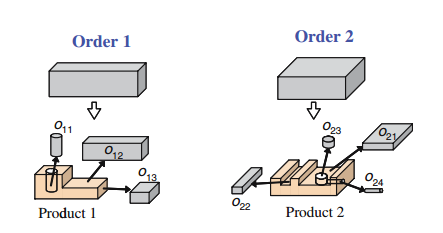 Order 1
Order 2
O11
O12
O13
O23
O21
O22
O24
Product 1
Product 2